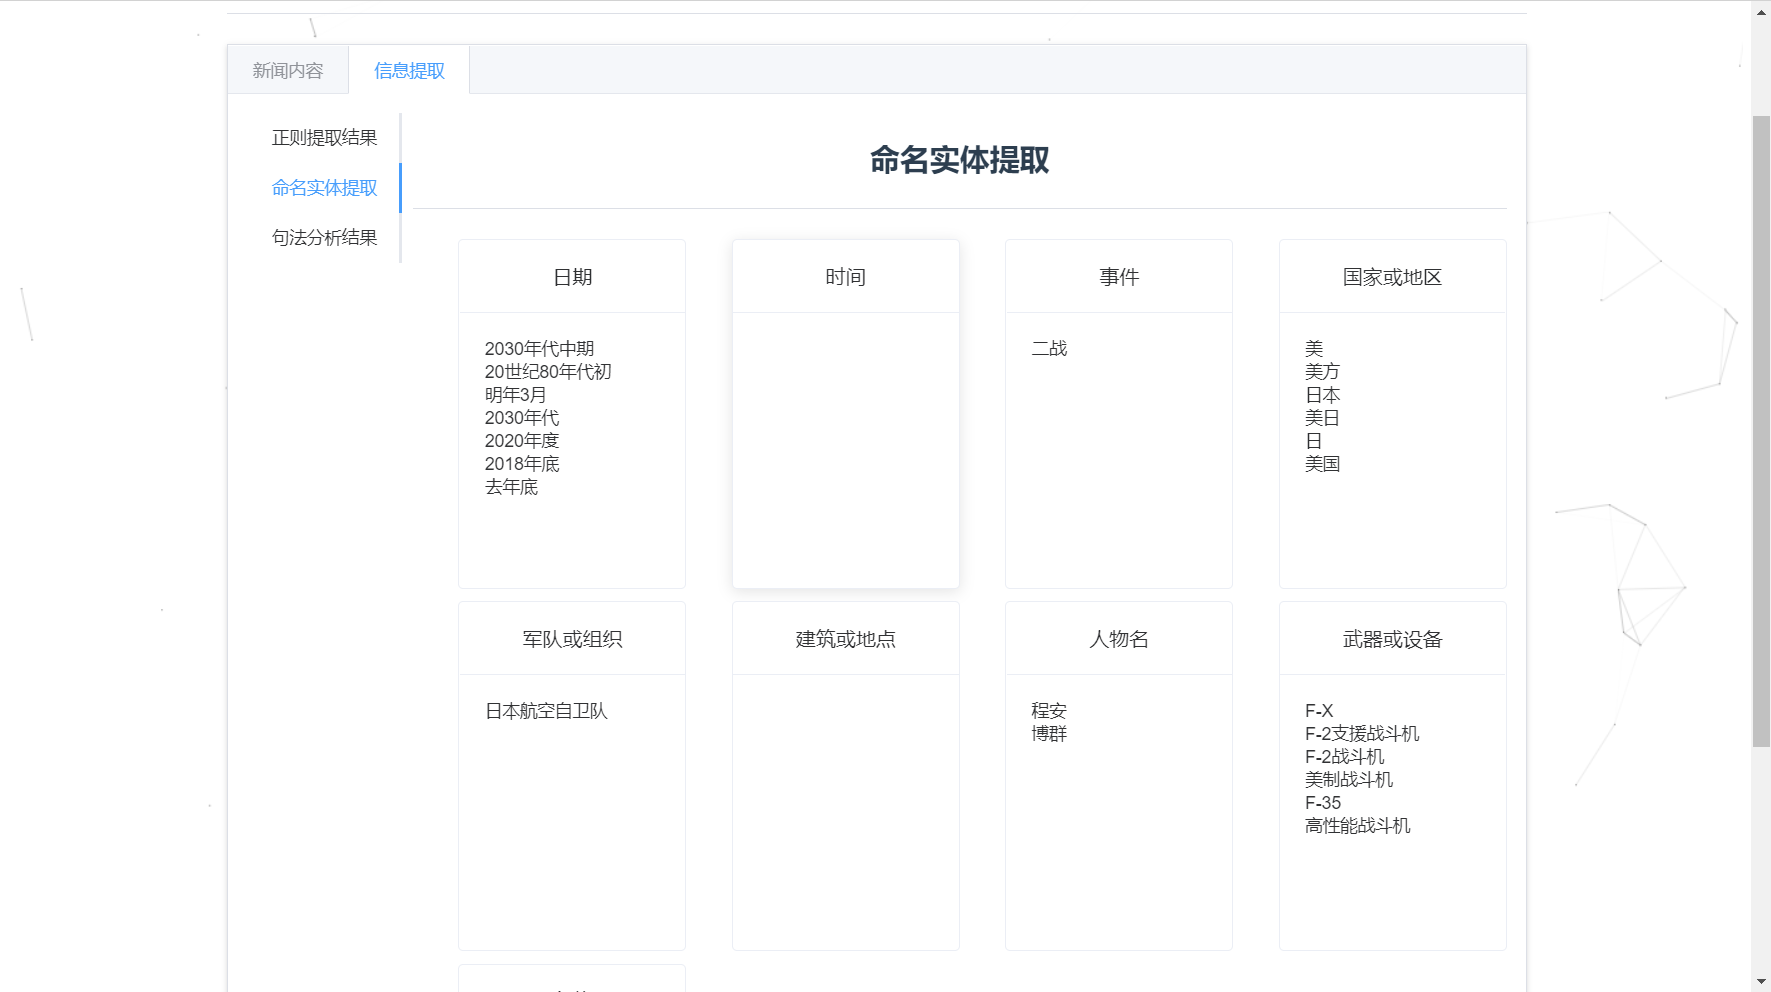 新闻内容
信息提取
正则提取结果
命名实体提取
句法分析结果
命名实体提取
日期
2030年代中期
20世纪80年代初
明年3月
2030年代
2020年度
2018年底
去年底
时间
事件
二战
国家或地区
美
美方
日本
美日
日
美国
军队或组织
日本航空自卫队
建筑或地点
人物名
程安
博群
武器或设备
F-X
F-2支援战斗机
F-2战斗机
美制战斗机
F-35
高性能战斗机